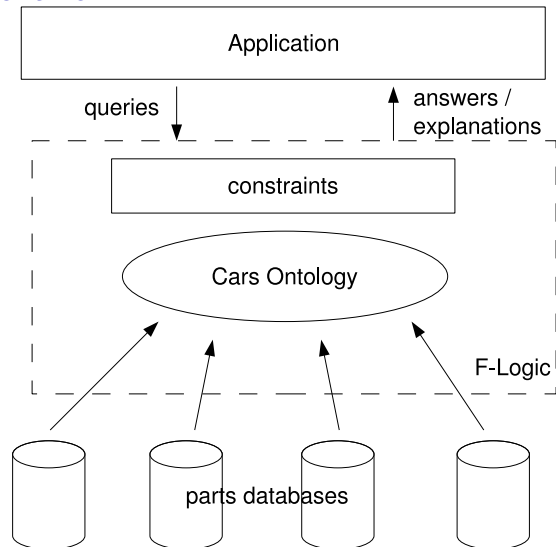 Application
queries
answers /
explanations
constraints
Cars Ontology
F-Logic
parts databases